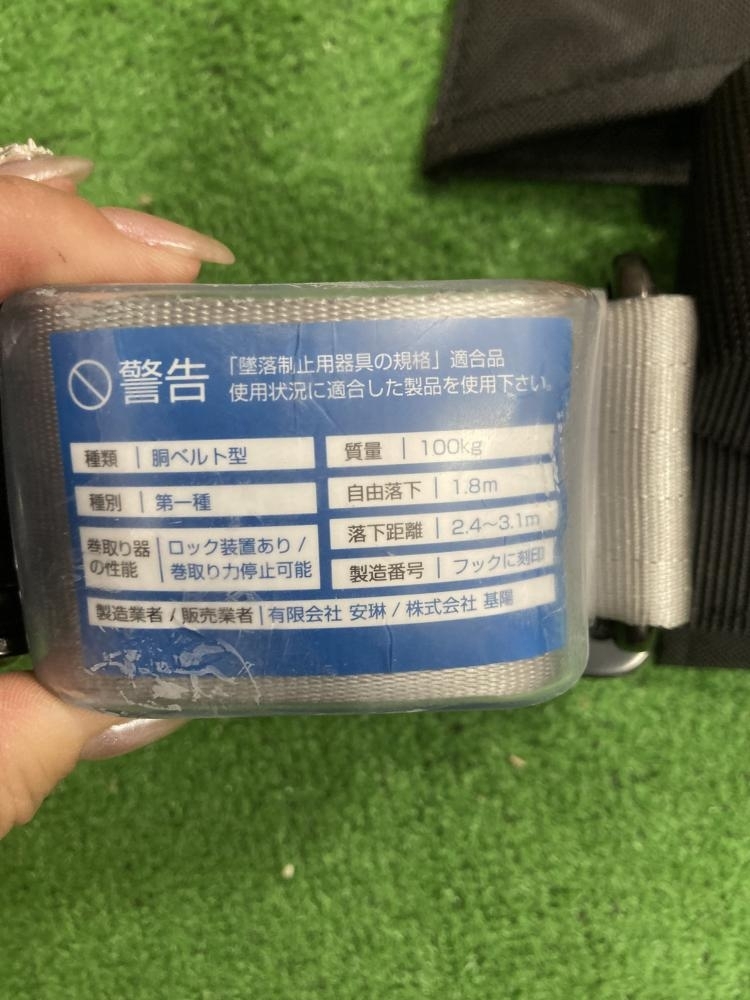 警告
「墜落制止用器具の規格」適合品
使用状況に適合した製品を使用下さい。
種類 | 胴ベルト型
種別 | 第一種
巻取り器の性能 | ロック装置あり / 巻取り力停止可能
質量 | 100kg
自由落下 | 1.8m
落下距離 | 2.4〜3.1m
製造番号 | フックに刻印
製造業者 / 販売業者 | 有限会社 安琳 / 株式会社 基陽